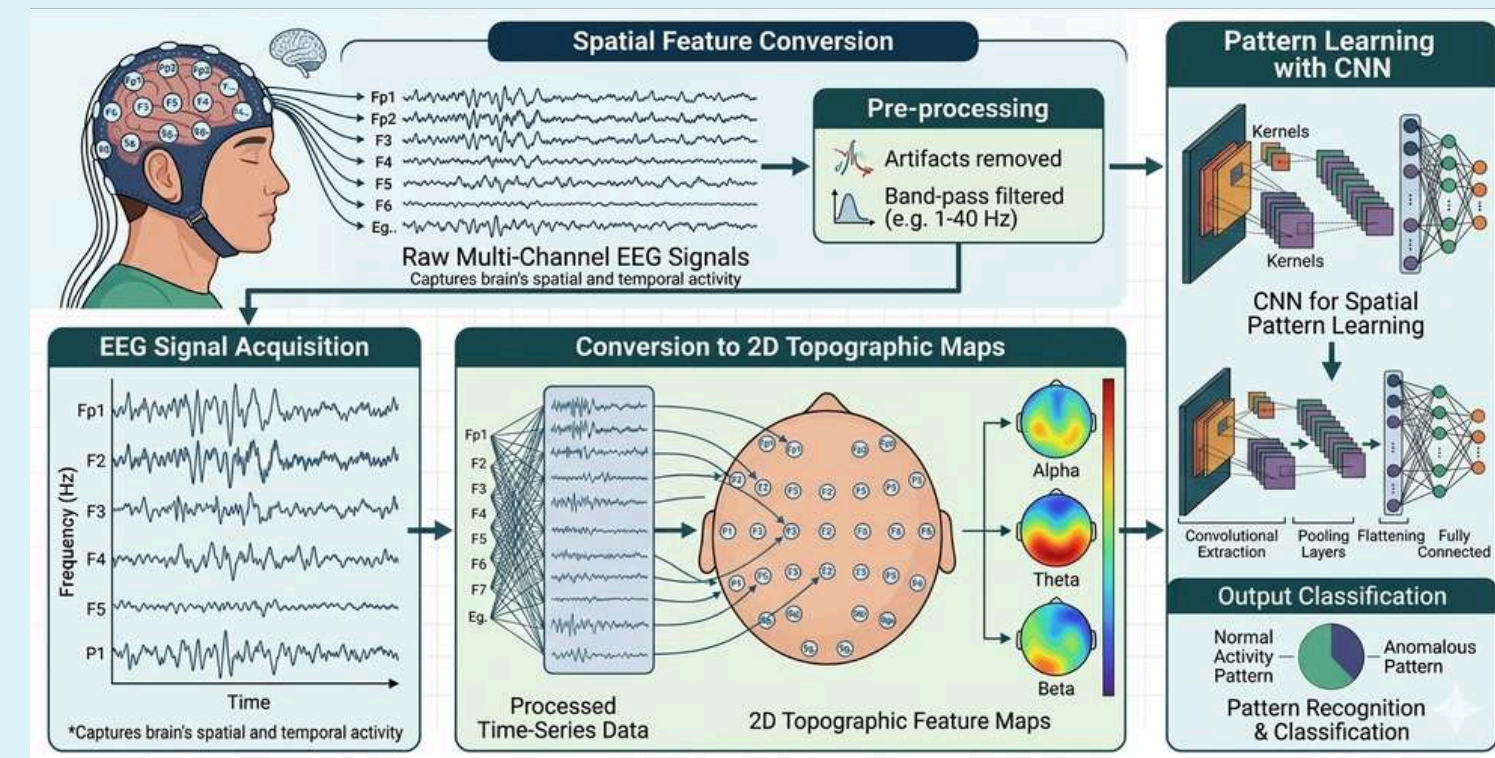 Spatial Feature Conversion
Fp1
Fp2
F3
F4
F5
F6
Eg..
Raw Multi-Channel EEG Signals
Captures brain's spatial and temporal activity
Pre-processing
Artifacts removed
Band-pass filtered
(e.g. 1-40 Hz)
Pattern Learning
with CNN
Kernels
Kernels
CNN for Spatial
Pattern Learning
Convolutional
Extraction
Pooling
Layers
Flattening
Fully
Connected
EEG Signal Acquisition
Frequency (Hz)
Fp1
F2
F3
F4
F5
P1
Time
*Captures brain's spatial and temporal activity
Conversion to 2D Topographic Maps
Fp1
F2
F3
F4
F5
F6
F7
Eg.
Processed
Time-Series Data
2D Topographic Feature Maps
Alpha
Theta
Beta
Output Classification
Normal
Activity
Pattern
Anomalous
Pattern
Pattern Recognition
& Classification